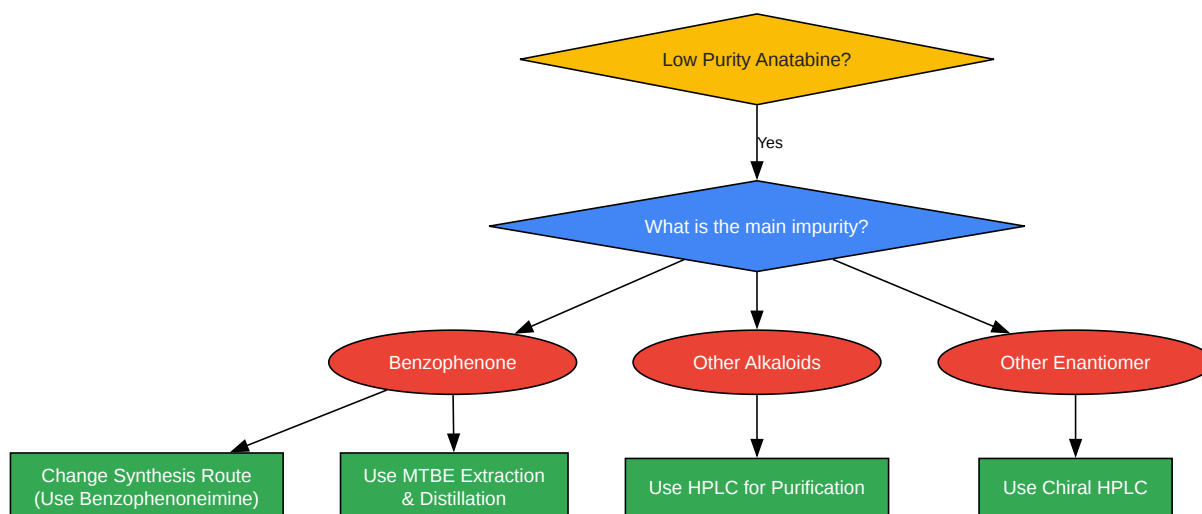 Low Purity Anatabine?
Yes
What is the main impurity?
Benzophenone
Other Alkaloids
Other Enantiomer
Change Synthesis Route
(Use Benzophenoneimine)
Use MTBE Extraction
& Distillation
Use HPLC for Purification
Use Chiral HPLC